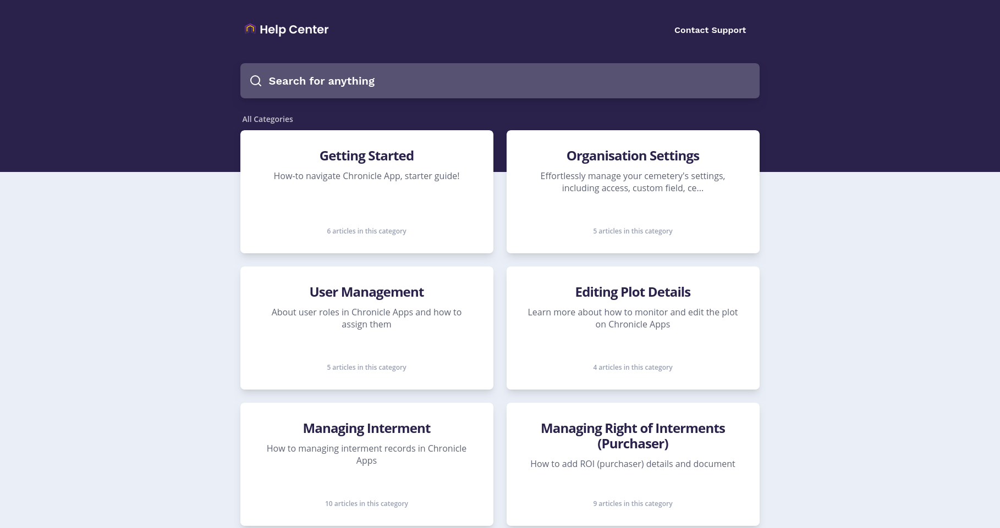 Help Center
Contact Support
Search for anything
All Categories
Getting Started
How-to navigate Chronicle App, starter guide!
6 articles in this category
Organisation Settings
Effortlessly manage your cemetery's settings,
including access, custom field, ce...
5 articles in this category
User Management
About user roles in Chronicle Apps and how to
assign them
5 articles in this category
Editing Plot Details
Learn more about how to monitor and edit the plot
on Chronicle Apps
4 articles in this category
Managing Interment
How to managing interment records in Chronicle
Apps
10 articles in this category
Managing Right of Interments
(Purchaser)
How to add ROI (purchaser) details and document
9 articles in this category